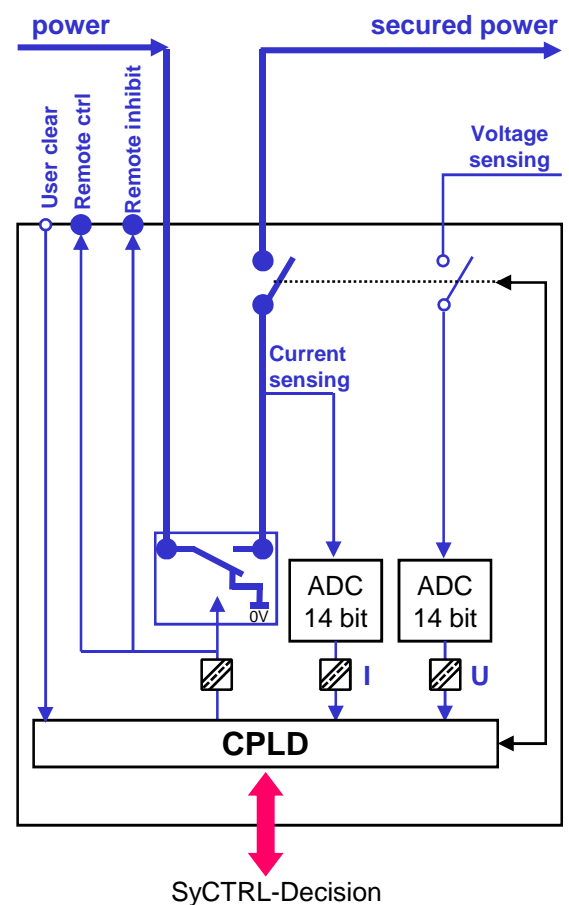 power
secured power
User clear
Remote ctrl
Remote inhibit
Voltage
sensing
Current
sensing
0V
ADC
14 bit
ADC
14 bit
I
U
CPLD
SyCTRL-Decision